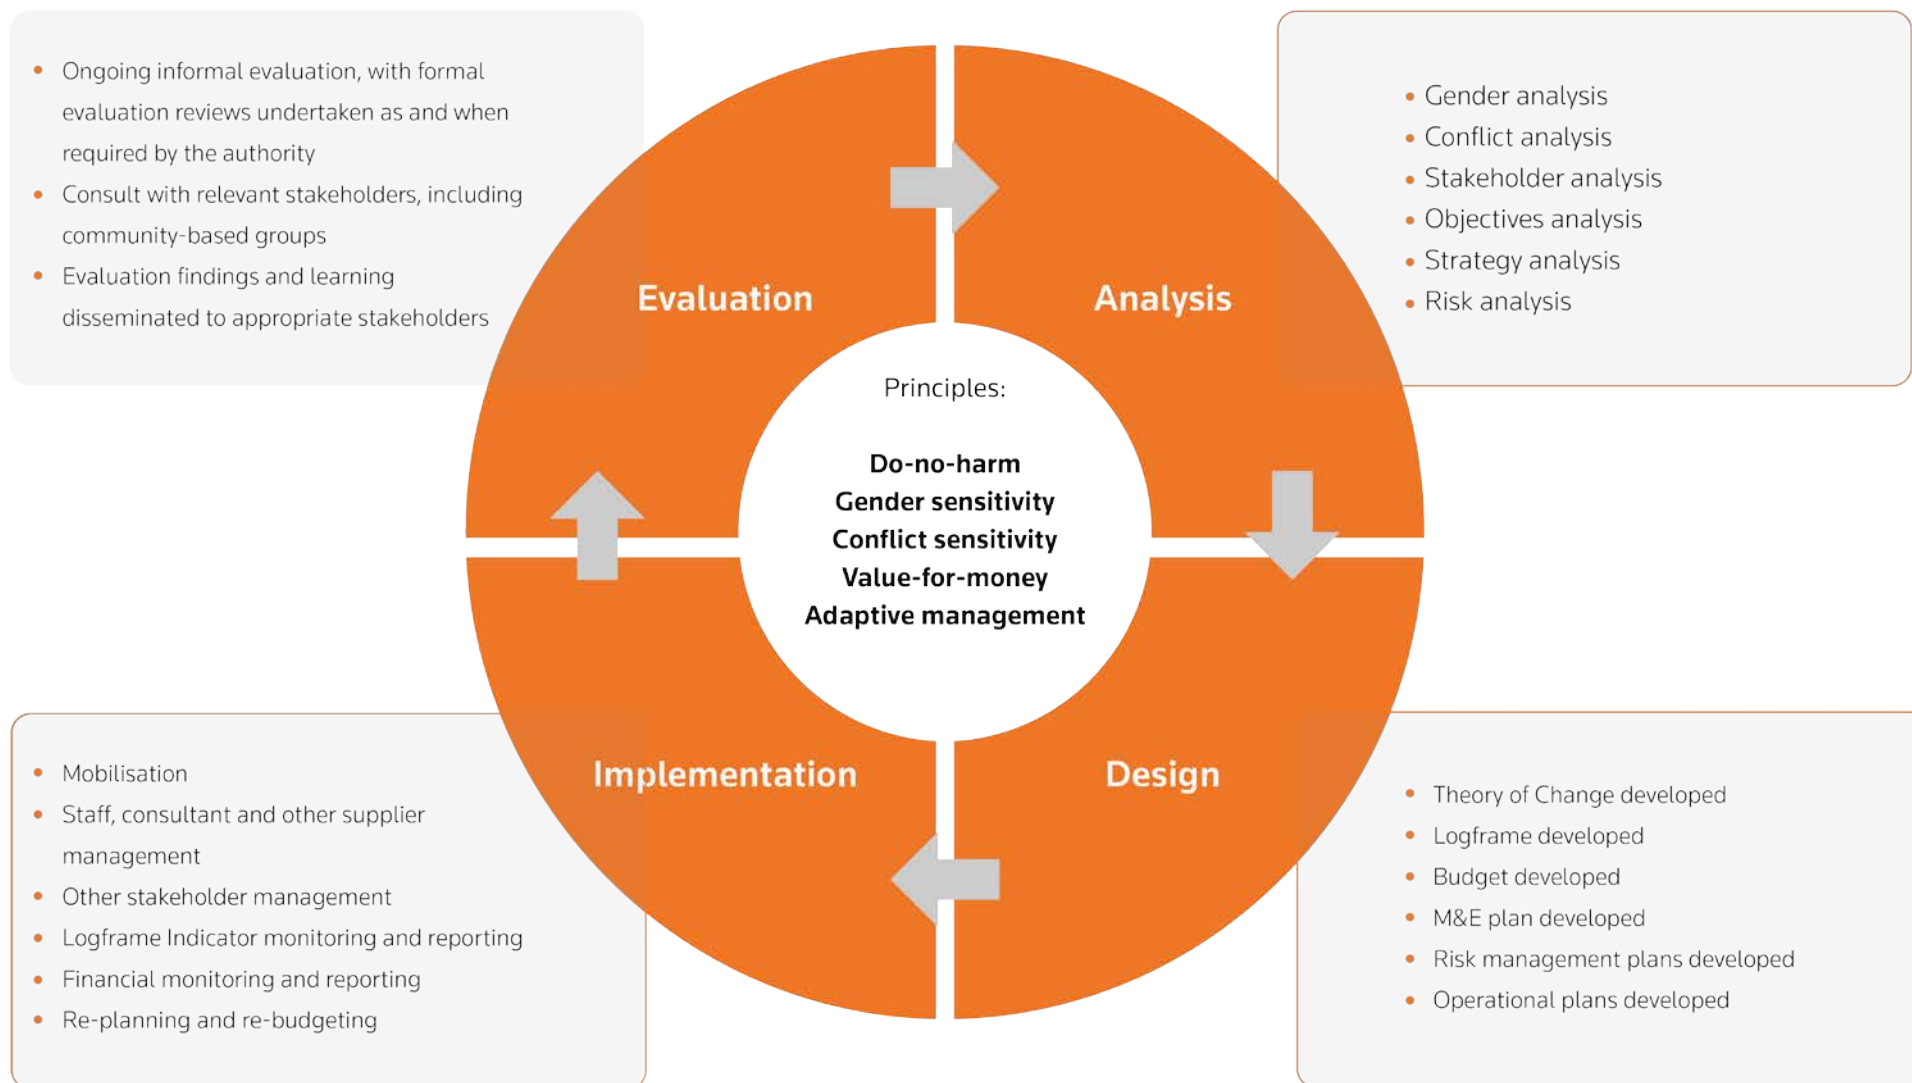 • Ongoing informal evaluation, with formal
evaluation reviews undertaken as and when
required by the authority
• Consult with relevant stakeholders, including
community-based groups
• Evaluation findings and learning
disseminated to appropriate stakeholders
Evaluation
Analysis
• Gender analysis
• Conflict analysis
• Stakeholder analysis
• Objectives analysis
• Strategy analysis
• Risk analysis
Principles:
Do-no-harm
Gender sensitivity
Conflict sensitivity
Value-for-money
Adaptive management
• Mobilisation
• Staff, consultant and other supplier
management
• Other stakeholder management
• Logframe Indicator monitoring and reporting
• Financial monitoring and reporting
• Re-planning and re-budgeting
Implementation
Design
• Theory of Change developed
• Logframe developed
• Budget developed
• M&E plan developed
• Risk management plans developed
• Operational plans developed